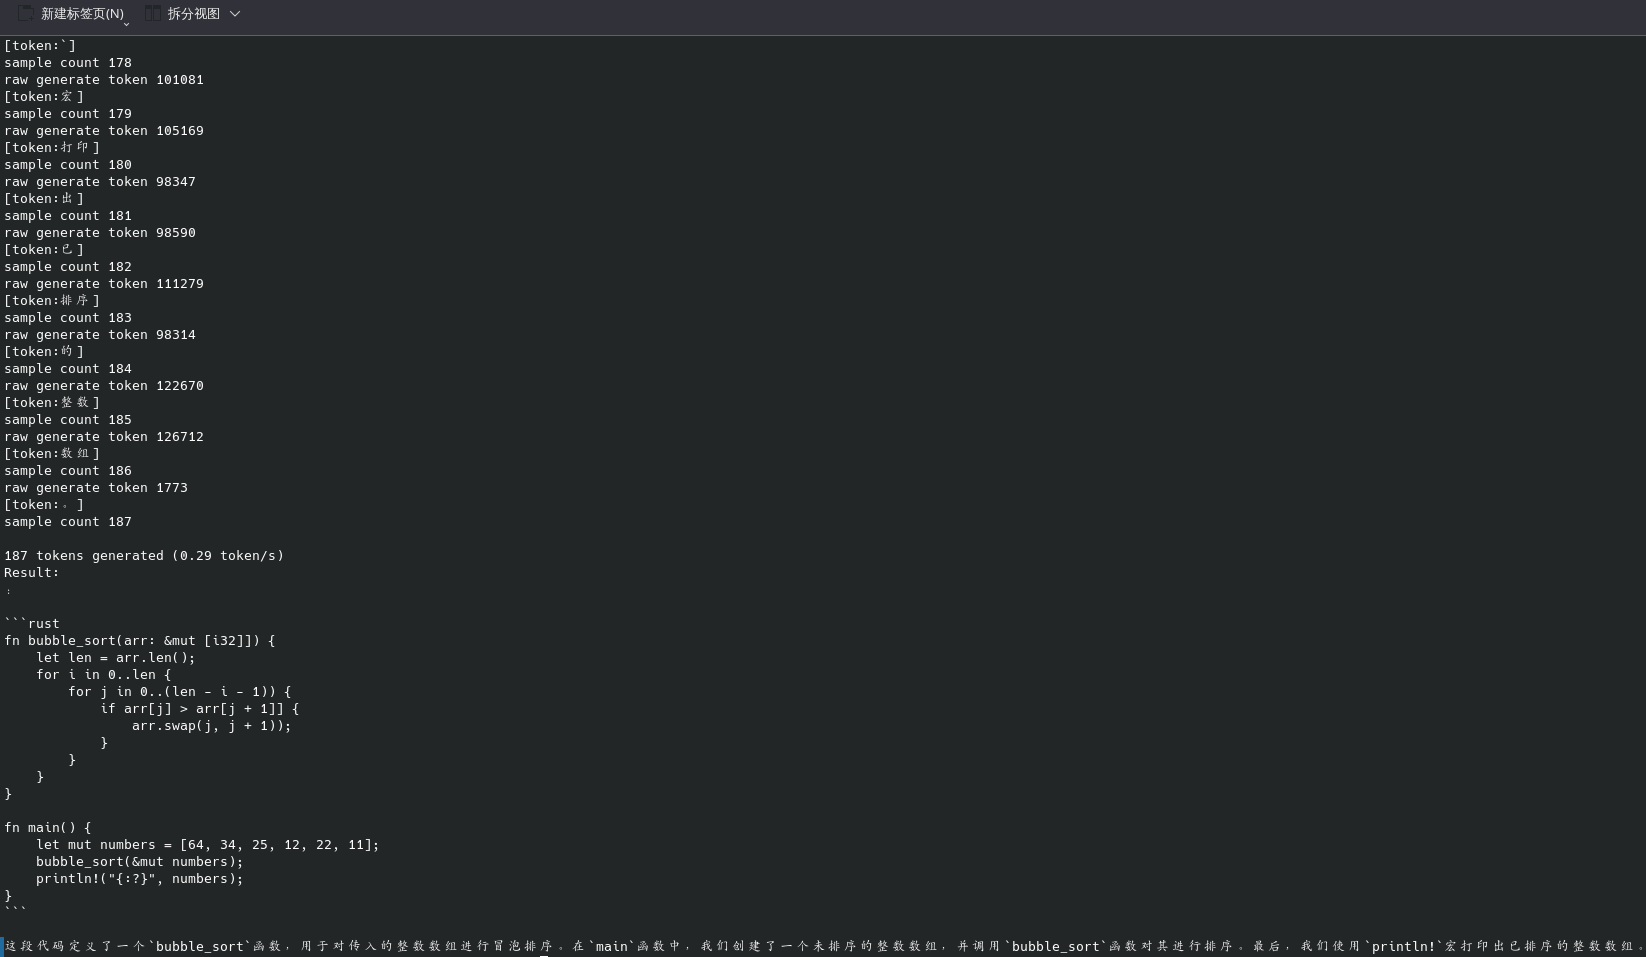 新建标签页(N) 拆分视图
[token:`]
sample count 178
raw generate token 101081
[token:宏]
sample count 179
raw generate token 105169
[token:打印]
sample count 180
raw generate token 98347
[token:出]
sample count 181
raw generate token 98590
[token:已]
sample count 182
raw generate token 111279
[token:排序]
sample count 183
raw generate token 98314
[token:的]
sample count 184
raw generate token 122670
[token:整数]
sample count 185
raw generate token 126712
[token:数组]
sample count 186
raw generate token 1773
[token:。]
sample count 187

187 tokens generated (0.29 token/s)
Result:
：

```rust
fn bubble_sort(arr: &mut [i32]]) {
    let len = arr.len();
    for i in 0..len {
        for j in 0..(len - i - 1)) {
            if arr[j] > arr[j + 1]] {
                arr.swap(j, j + 1));
            }
        }
    }
}

fn main() {
    let mut numbers = [64, 34, 25, 12, 22, 11];
    bubble_sort(&mut numbers);
    println!("{:?}", numbers);
}
```

这段代码定义了一个`bubble_sort`函数，用于对传入的整数数组进行冒泡排序。在`main`函数中，我们创建了一个未排序的整数数组，并调用`bubble_sort`函数对其进行排序。最后，我们使用`println!`宏打印出已排序的整数数组。